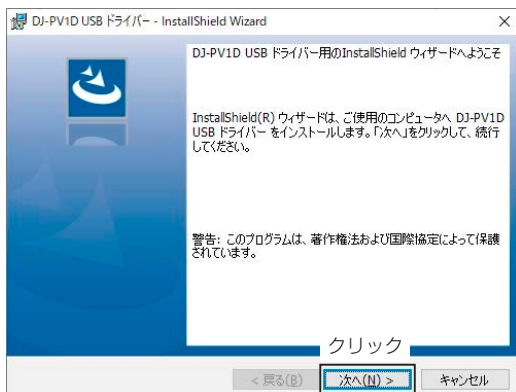 DJ-PV1D USB ドライバー - InstallShield Wizard
DJ-PV1D USB ドライバー用のInstallShield ウィザードへようこそ
InstallShield(R) ウィザードは、ご使用のコンピュータへ DJ-PV1D
USB ドライバー をインストールします。「次へ」をクリックして、続行
してください。
警告: このプログラムは、著作権法および国際協定によって保護
されています。
クリック
< 戻る(B) 次へ(N) > キャンセル